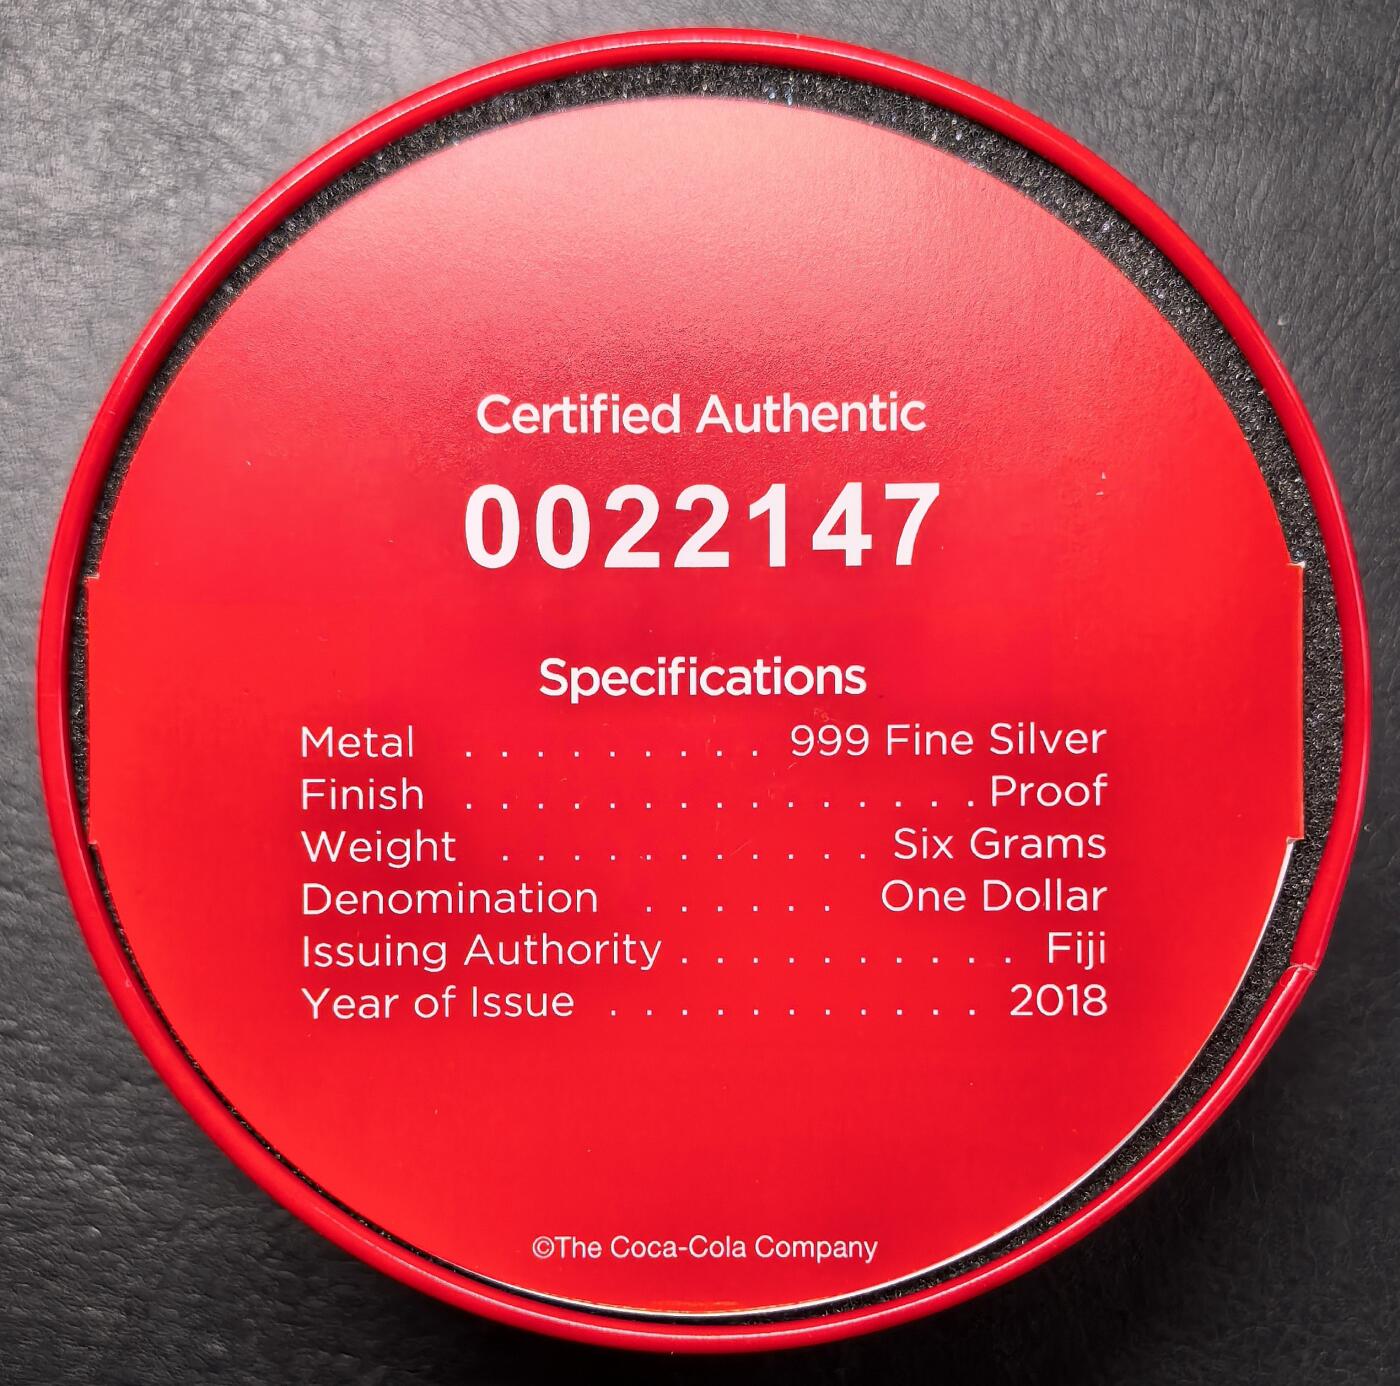 Certified Authentic
0022147
Specifications
Metal . . . . . . . . . 999 Fine Silver
Finish . . . . . . . . . . . . . . . Proof
Weight . . . . . . . . . . . Six Grams
Denomination . . . . . . One Dollar
Issuing Authority . . . . . . . . . . Fiji
Year of Issue . . . . . . . . . . . 2018
©The Coca-Cola Company